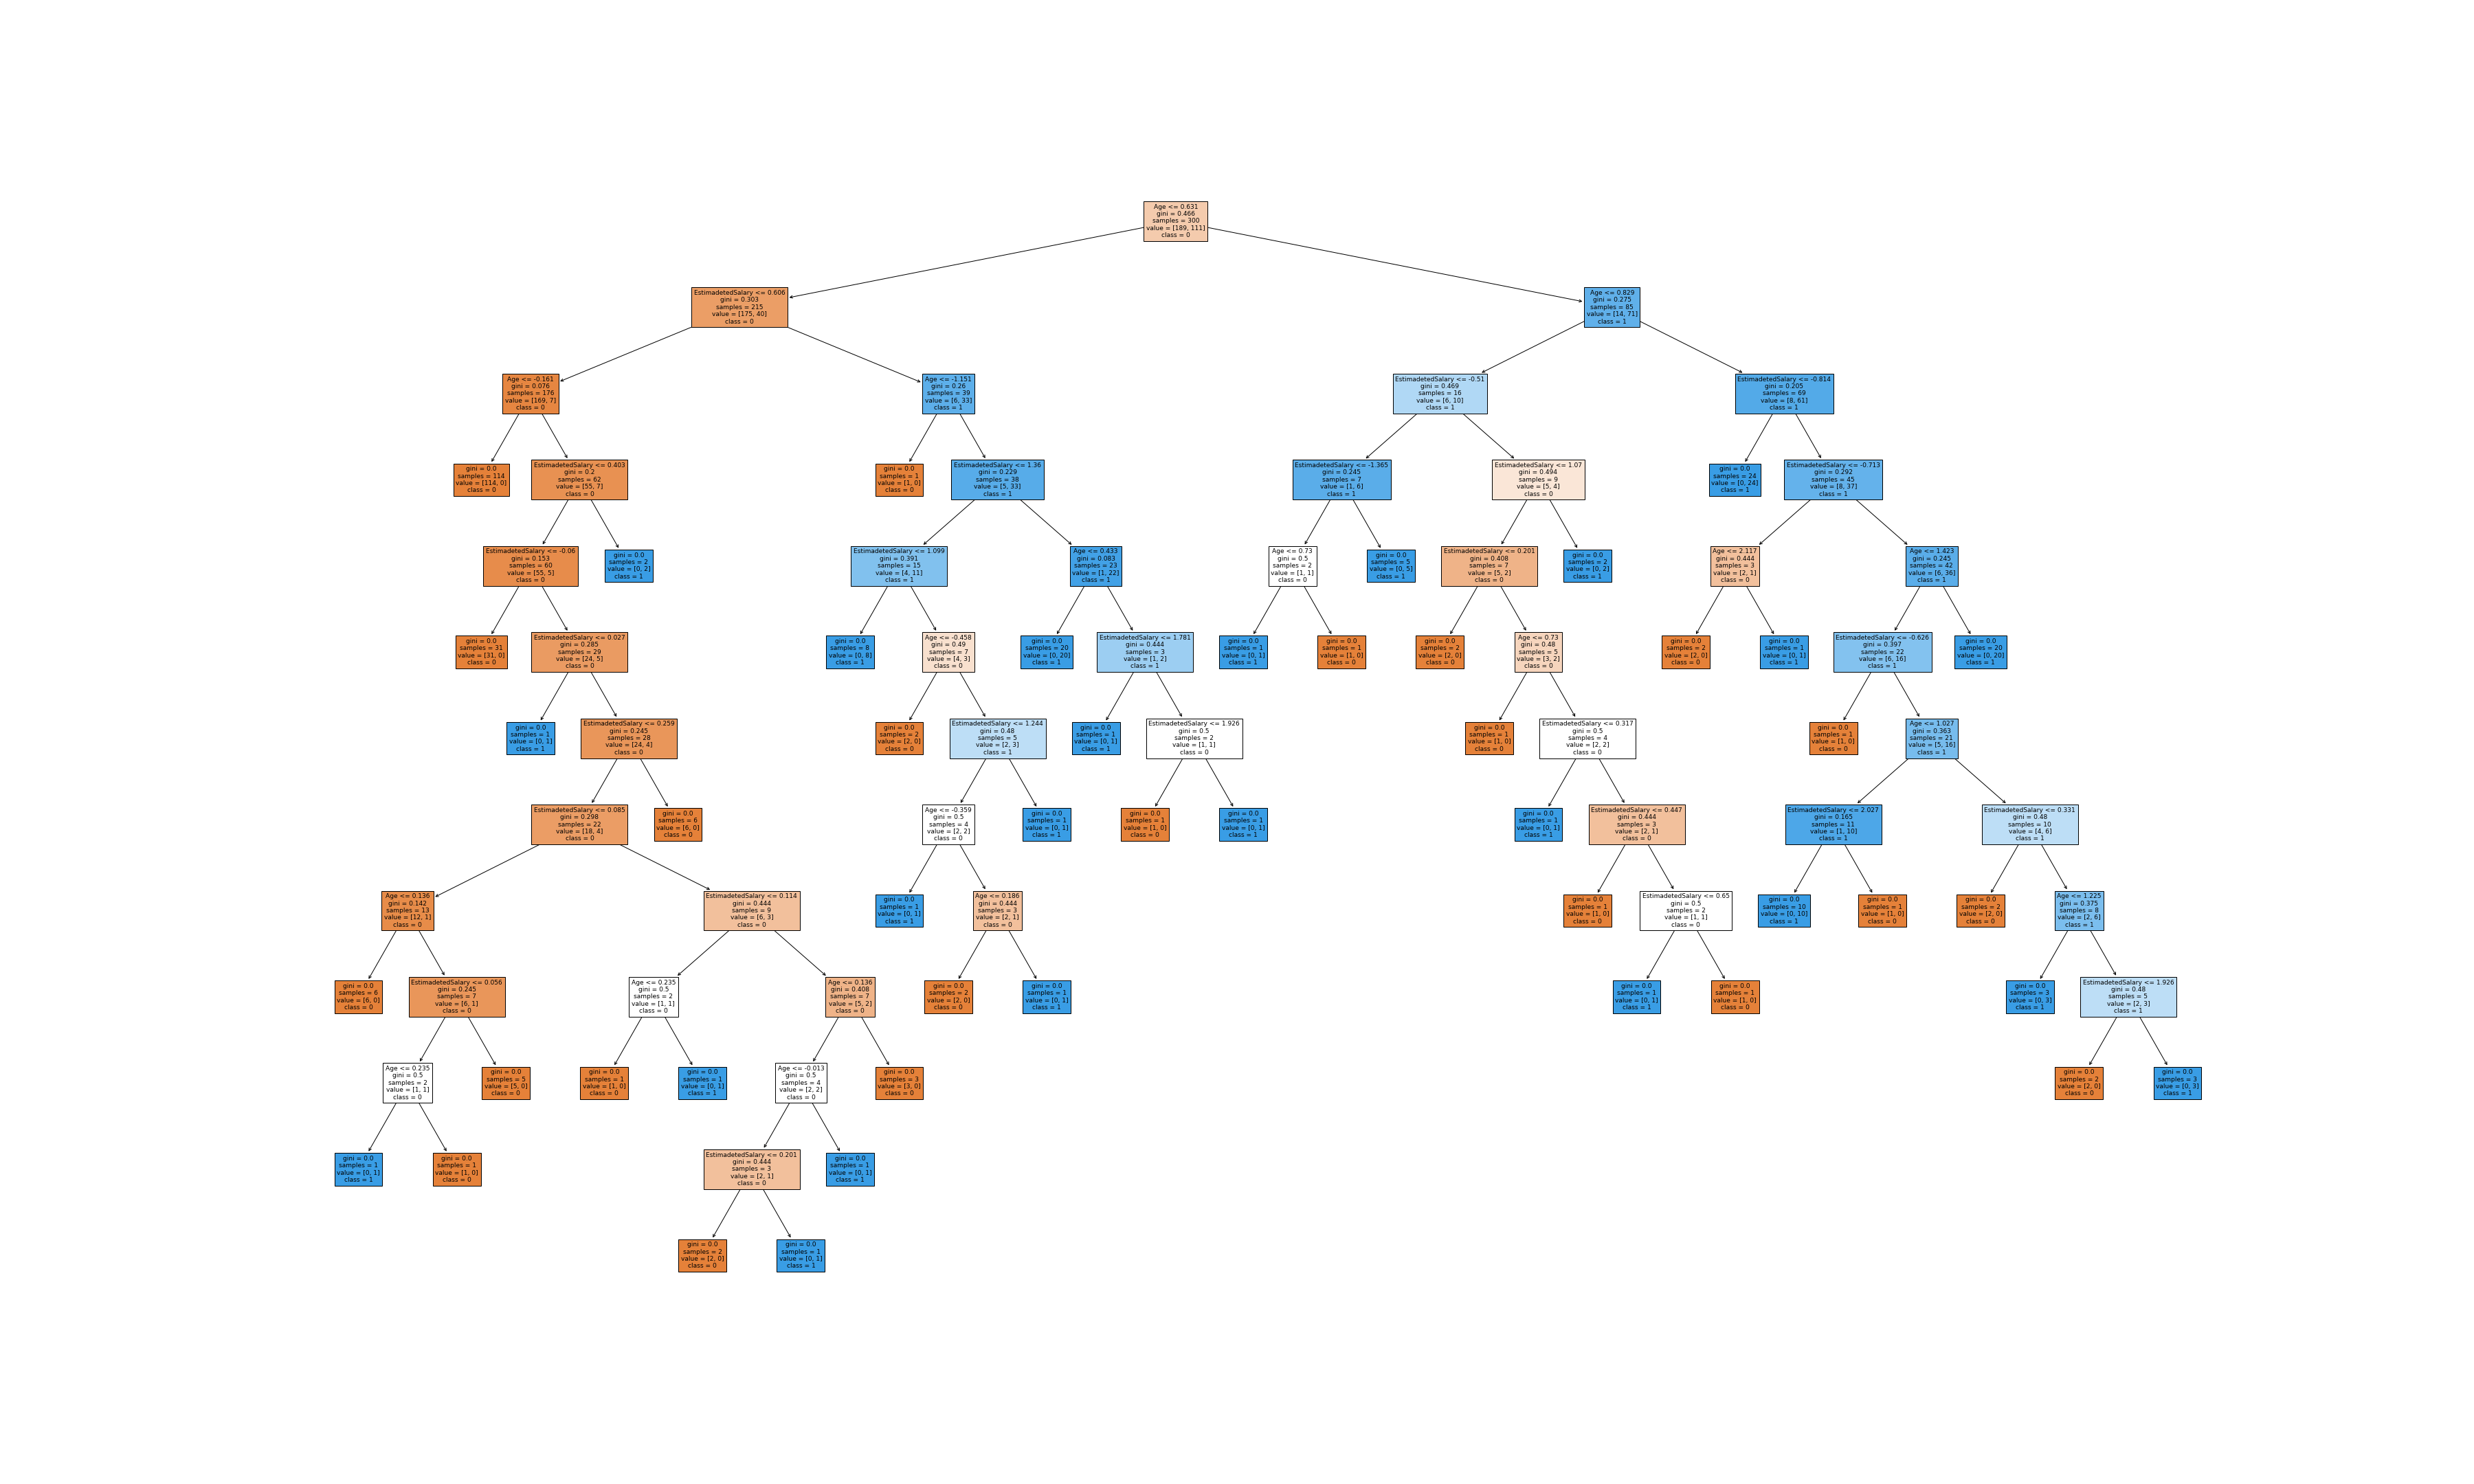 Age <= 0.631
gini = 0.466
samples = 300
value = [189, 111]
class = 0
EstimadetedSalary <= 0.606
gini = 0.303
samples = 215
value = [175, 40]
class = 0
Age <= 0.829
gini = 0.275
samples = 85
value = [14, 71]
class = 1
Age <= -0.161
gini = 0.076
samples = 176
value = [169, 7]
class = 0
Age <= -1.151
gini = 0.26
samples = 39
value = [6, 33]
class = 1
EstimadetedSalary <= -0.51
gini = 0.469
samples = 16
value = [6, 10]
class = 1
EstimadetedSalary <= -0.814
gini = 0.205
samples = 69
value = [8, 61]
class = 1
gini = 0.0
samples = 114
value = [114, 0]
class = 0
EstimadetedSalary <= 0.403
gini = 0.2
samples = 62
value = [55, 7]
class = 0
gini = 0.0
samples = 1
value = [1, 0]
class = 0
EstimadetedSalary <= 1.36
gini = 0.229
samples = 38
value = [5, 33]
class = 1
EstimadetedSalary <= -1.365
gini = 0.245
samples = 7
value = [1, 6]
class = 1
EstimadetedSalary <= 1.07
gini = 0.494
samples = 9
value = [5, 4]
class = 0
gini = 0.0
samples = 24
value = [0, 24]
class = 1
EstimadetedSalary <= -0.713
gini = 0.292
samples = 45
value = [8, 37]
class = 1
EstimadetedSalary <= -0.06
gini = 0.153
samples = 60
value = [55, 5]
class = 0
gini = 0.0
samples = 2
value = [0, 2]
class = 1
EstimadetedSalary <= 1.099
gini = 0.391
samples = 15
value = [4, 11]
class = 1
Age <= 0.433
gini = 0.083
samples = 23
value = [1, 22]
class = 1
Age <= 0.73
gini = 0.5
samples = 2
value = [1, 1]
class = 0
gini = 0.0
samples = 5
value = [0, 5]
class = 1
EstimadetedSalary <= 0.201
gini = 0.408
samples = 7
value = [5, 2]
class = 0
gini = 0.0
samples = 2
value = [0, 2]
class = 1
Age <= 2.117
gini = 0.444
samples = 3
value = [2, 1]
class = 0
Age <= 1.423
gini = 0.245
samples = 42
value = [6, 36]
class = 1
gini = 0.0
samples = 31
value = [31, 0]
class = 0
EstimadetedSalary <= 0.027
gini = 0.285
samples = 29
value = [24, 5]
class = 0
gini = 0.0
samples = 8
value = [0, 8]
class = 1
Age <= -0.458
gini = 0.49
samples = 7
value = [4, 3]
class = 0
gini = 0.0
samples = 20
value = [0, 20]
class = 1
EstimadetedSalary <= 1.781
gini = 0.444
samples = 3
value = [1, 2]
class = 1
gini = 0.0
samples = 1
value = [0, 1]
class = 1
gini = 0.0
samples = 1
value = [1, 0]
class = 0
gini = 0.0
samples = 2
value = [2, 0]
class = 0
Age <= 0.73
gini = 0.48
samples = 5
value = [3, 2]
class = 0
gini = 0.0
samples = 2
value = [2, 0]
class = 0
gini = 0.0
samples = 1
value = [0, 1]
class = 1
EstimadetedSalary <= -0.626
gini = 0.397
samples = 22
value = [6, 16]
class = 1
gini = 0.0
samples = 20
value = [0, 20]
class = 1
gini = 0.0
samples = 1
value = [0, 1]
class = 1
EstimadetedSalary <= 0.259
gini = 0.245
samples = 28
value = [24, 4]
class = 0
gini = 0.0
samples = 2
value = [2, 0]
class = 0
EstimadetedSalary <= 1.244
gini = 0.48
samples = 5
value = [2, 3]
class = 1
gini = 0.0
samples = 1
value = [0, 1]
class = 1
EstimadetedSalary <= 1.926
gini = 0.5
samples = 2
value = [1, 1]
class = 0
gini = 0.0
samples = 1
value = [1, 0]
class = 0
EstimadetedSalary <= 0.317
gini = 0.5
samples = 4
value = [2, 2]
class = 0
gini = 0.0
samples = 1
value = [1, 0]
class = 0
Age <= 1.027
gini = 0.363
samples = 21
value = [5, 16]
class = 1
EstimadetedSalary <= 0.085
gini = 0.298
samples = 22
value = [18, 4]
class = 0
gini = 0.0
samples = 6
value = [6, 0]
class = 0
Age <= -0.359
gini = 0.5
samples = 4
value = [2, 2]
class = 0
gini = 0.0
samples = 1
value = [0, 1]
class = 1
gini = 0.0
samples = 1
value = [1, 0]
class = 0
gini = 0.0
samples = 1
value = [0, 1]
class = 1
gini = 0.0
samples = 1
value = [0, 1]
class = 1
EstimadetedSalary <= 0.447
gini = 0.444
samples = 3
value = [2, 1]
class = 0
EstimadetedSalary <= 2.027
gini = 0.165
samples = 11
value = [1, 10]
class = 1
EstimadetedSalary <= 0.331
gini = 0.48
samples = 10
value = [4, 6]
class = 1
Age <= 0.136
gini = 0.142
samples = 13
value = [12, 1]
class = 0
EstimadetedSalary <= 0.114
gini = 0.444
samples = 9
value = [6, 3]
class = 0
gini = 0.0
samples = 1
value = [0, 1]
class = 1
Age <= 0.186
gini = 0.444
samples = 3
value = [2, 1]
class = 0
gini = 0.0
samples = 1
value = [1, 0]
class = 0
EstimadetedSalary <= 0.65
gini = 0.5
samples = 2
value = [1, 1]
class = 0
gini = 0.0
samples = 10
value = [0, 10]
class = 1
gini = 0.0
samples = 1
value = [1, 0]
class = 0
gini = 0.0
samples = 2
value = [2, 0]
class = 0
Age <= 1.225
gini = 0.375
samples = 8
value = [2, 6]
class = 1
gini = 0.0
samples = 6
value = [6, 0]
class = 0
EstimadetedSalary <= 0.056
gini = 0.245
samples = 7
value = [6, 1]
class = 0
Age <= 0.235
gini = 0.5
samples = 2
value = [1, 1]
class = 0
Age <= 0.136
gini = 0.408
samples = 7
value = [5, 2]
class = 0
gini = 0.0
samples = 2
value = [2, 0]
class = 0
gini = 0.0
samples = 1
value = [0, 1]
class = 1
gini = 0.0
samples = 1
value = [0, 1]
class = 1
gini = 0.0
samples = 1
value = [1, 0]
class = 0
gini = 0.0
samples = 3
value = [0, 3]
class = 1
EstimadetedSalary <= 1.926
gini = 0.48
samples = 5
value = [2, 3]
class = 1
Age <= 0.235
gini = 0.5
samples = 2
value = [1, 1]
class = 0
gini = 0.0
samples = 5
value = [5, 0]
class = 0
gini = 0.0
samples = 1
value = [1, 0]
class = 0
gini = 0.0
samples = 1
value = [0, 1]
class = 1
Age <= -0.013
gini = 0.5
samples = 4
value = [2, 2]
class = 0
gini = 0.0
samples = 3
value = [3, 0]
class = 0
gini = 0.0
samples = 2
value = [2, 0]
class = 0
gini = 0.0
samples = 3
value = [0, 3]
class = 1
gini = 0.0
samples = 1
value = [0, 1]
class = 1
gini = 0.0
samples = 1
value = [1, 0]
class = 0
EstimadetedSalary <= 0.201
gini = 0.444
samples = 3
value = [2, 1]
class = 0
gini = 0.0
samples = 1
value = [0, 1]
class = 1
gini = 0.0
samples = 2
value = [2, 0]
class = 0
gini = 0.0
samples = 1
value = [0, 1]
class = 1